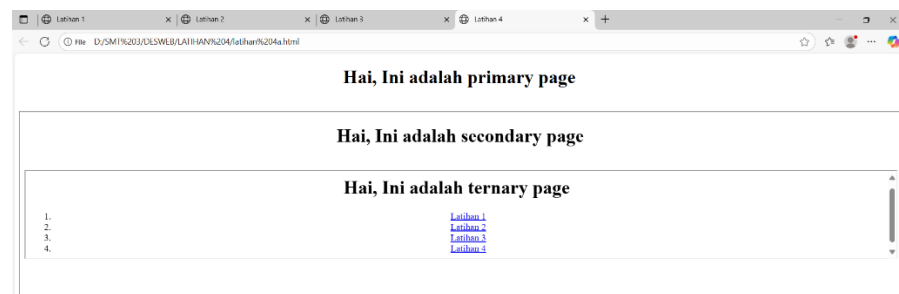 Latihan 1
Latihan 2
Latihan 3
Latihan 4
File D:/SMT%203/DESWEB/LATIHAN%204/latihan%204a.html
Hai, Ini adalah primary page
Hai, Ini adalah secondary page
Hai, Ini adalah ternary page
1. Latihan 1
2. Latihan 2
3. Latihan 3
4. Latihan 4